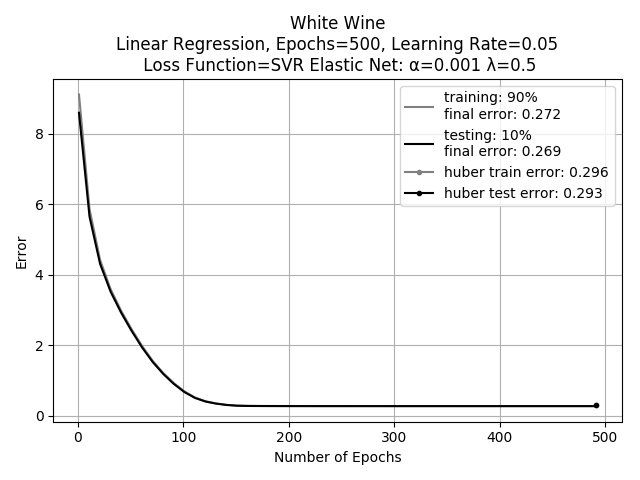 White Wine
Linear Regression, Epochs=500, Learning Rate=0.05
Loss Function=SVR Elastic Net: α=0.001 λ=0.5
training: 90%
final error: 0.272
testing: 10%
final error: 0.269
huber train error: 0.296
huber test error: 0.293
Error
8
6
4
2
0
0 100 200 300 400 500
Number of Epochs